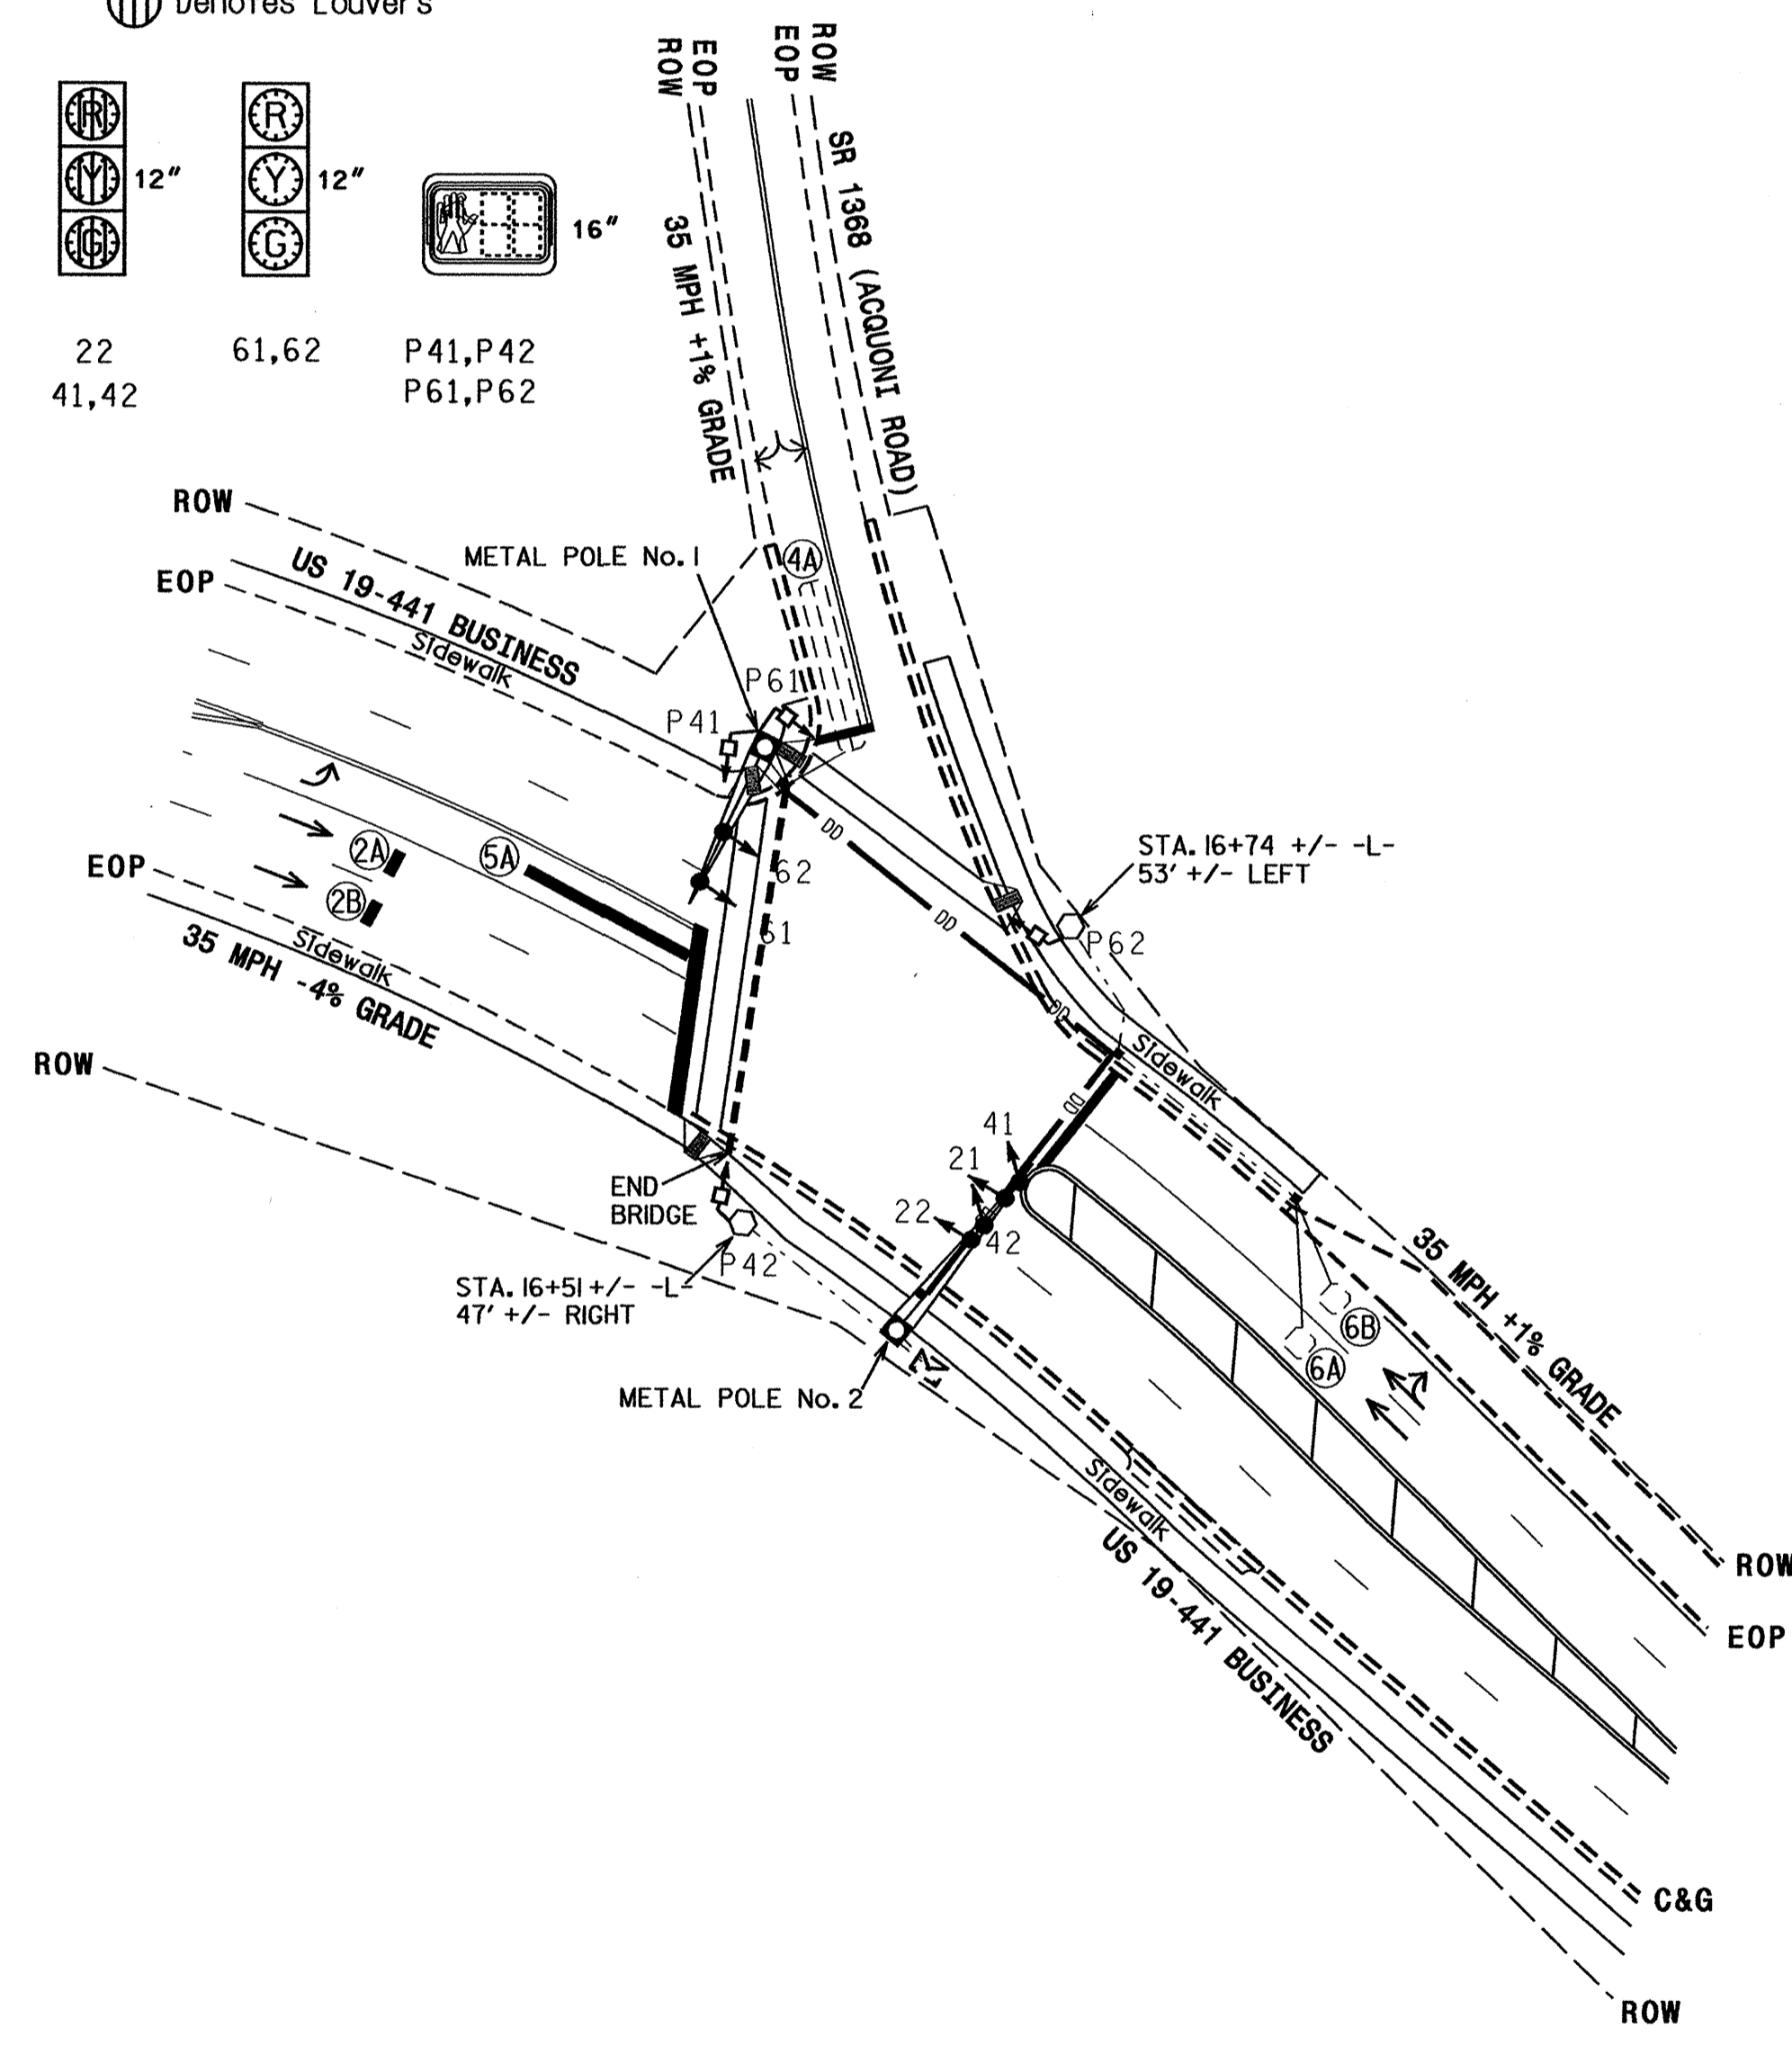 Denotes Louvers
R
Y
G
12"
R
Y
G
12"
16"
22
41,42
61,62
P41,P42
P61,P62
ROW
EOP
EOP
ROW
35 MPH +1% GRADE
SR 1368 (ACQUONI ROAD)
ROW
US 19-441 BUSINESS
EOP
Sidewalk
METAL POLE No. 1
4A
P61
P41
DD
DD
DD
DD
62
61
STA. 16+74 +/- -L-
53' +/- LEFT
P62
EOP
2A
5A
2B
Sidewalk
35 MPH -4% GRADE
ROW
Sidewalk
41
21
22
42
END
BRIDGE
P42
STA. 16+51 +/- -L-
47' +/- RIGHT
METAL POLE No. 2
6B
6A
35 MPH +1% GRADE
Sidewalk
US 19-441 BUSINESS
ROW
EOP
C&G
ROW